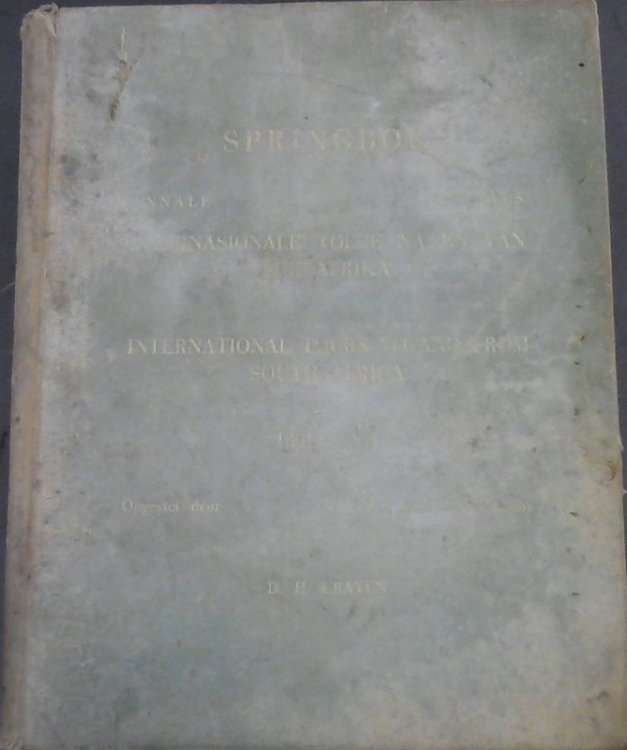 SPRINGBOK
ANNALE
INTERNASIONALE TOERE NA EN VAN
SUID-AFRIKA
INTERNATIONAL TOURS TO AND FROM
SOUTH AFRICA
Opgestel deur
D. H. CRAVEN